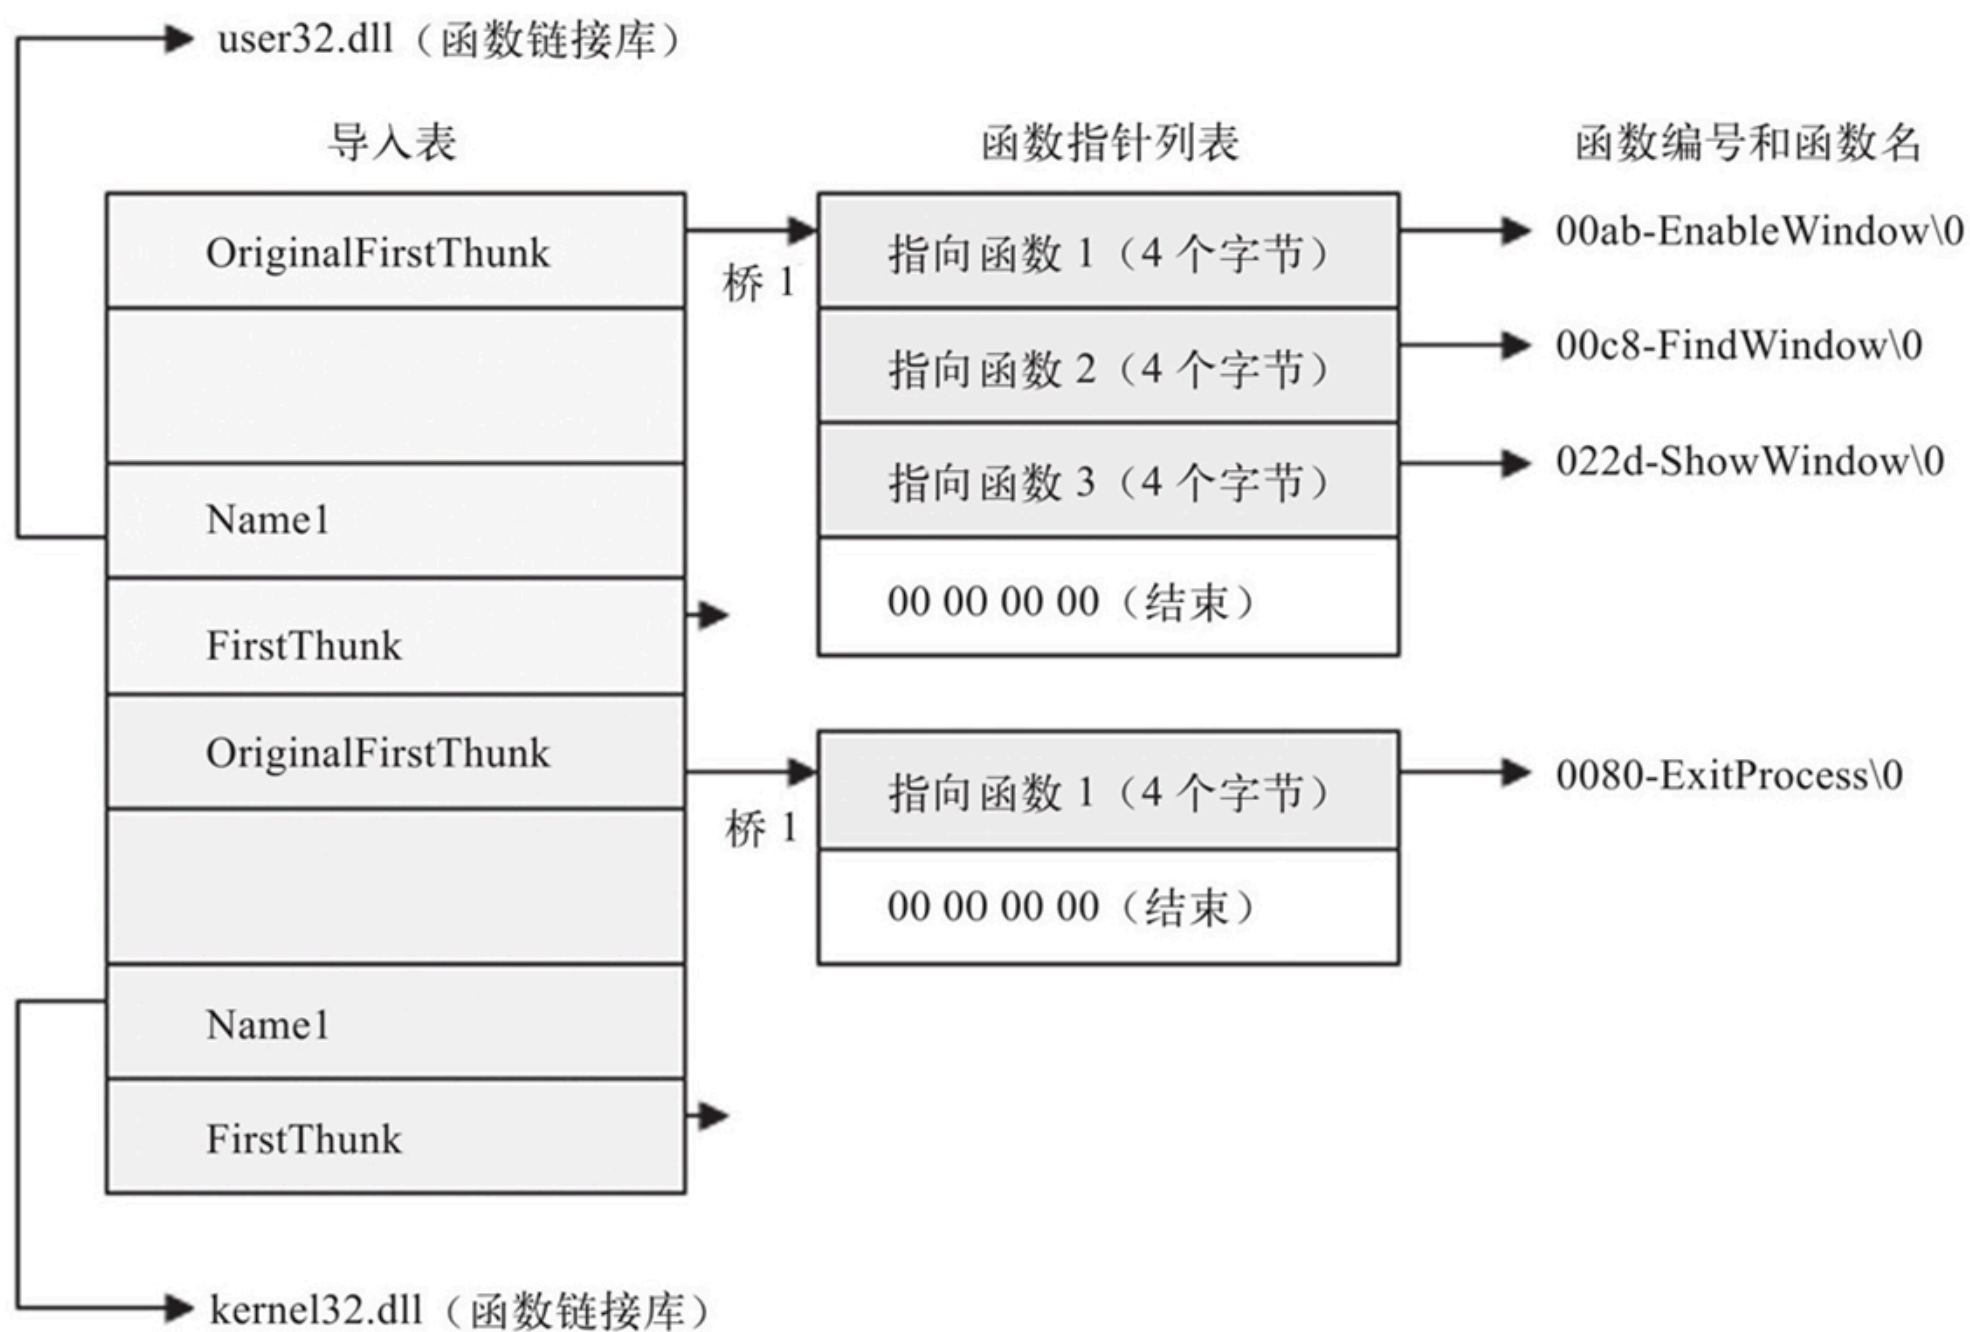 user32.dll（函数链接库）
导入表
函数指针列表
函数编号和函数名
OriginalFirstThunk
桥 1
指向函数 1（4 个字节）
00ab-EnableWindow\0
指向函数 2（4 个字节）
00c8-FindWindow\0
Name1
指向函数 3（4 个字节）
022d-ShowWindow\0
FirstThunk
00 00 00 00（结束）
OriginalFirstThunk
桥 1
指向函数 1（4 个字节）
0080-ExitProcess\0
00 00 00 00（结束）
Name1
FirstThunk
kernel32.dll（函数链接库）